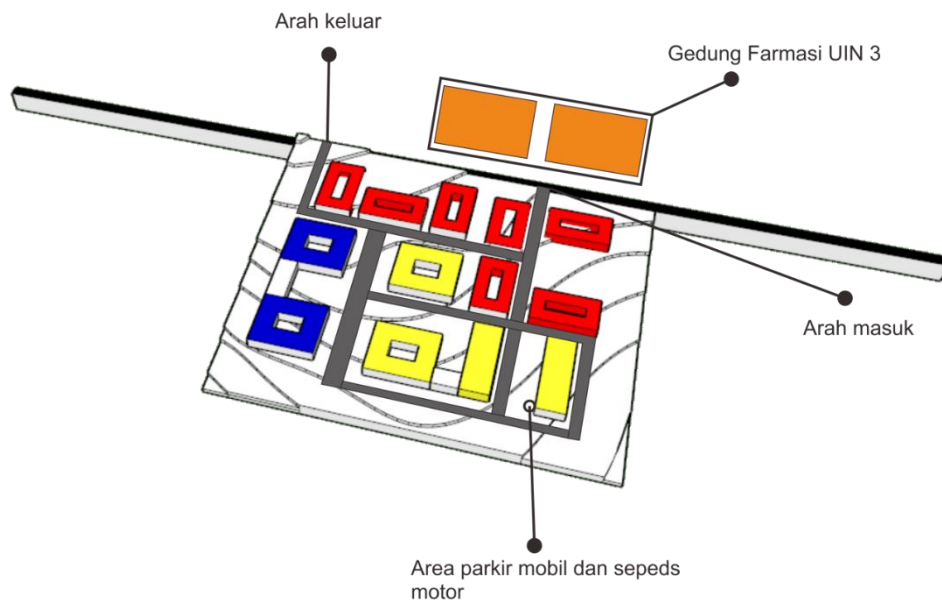 Arah keluar
Gedung Farmasi UIN 3
Arah masuk
Area parkir mobil dan sepeds
motor